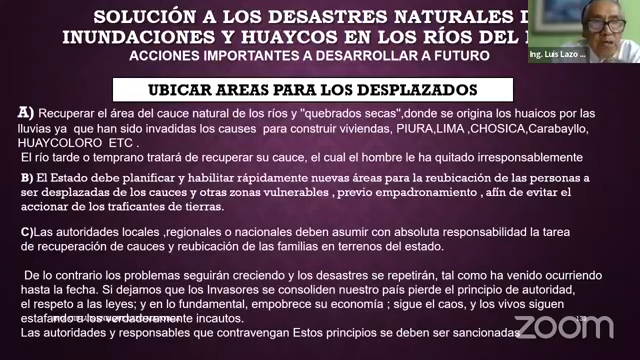 SOLUCIÓN A LOS DESASTRES NATURALES D
INUNDACIONES Y HUAYCOS EN LOS RÍOS DEL
ACCIONES IMPORTANTES A DESARROLLAR A FUTURO
Ing. Luis Lazo ...
UBICAR AREAS PARA LOS DESPLAZADOS
A) Recuperar el área del cauce natural de los ríos y "quebrados secas",donde se origina los huaicos por las
lluvias ya que han sido invadidas los causes para construir viviendas, PIURA,LIMA ,CHOSICA,Carabayllo,
HUAYCOLORO ETC .
El río tarde o temprano tratará de recuperar su cauce, el cual el hombre le ha quitado irresponsablemente
B) El Estado debe planificar y habilitar rápidamente nuevas áreas para la reubicación de las personas a
ser desplazadas de los cauces y otras zonas vulnerables , previo empadronamiento , afín de evitar el
accionar de los traficantes de tierras.
C)Las autoridades locales ,regionales o nacionales deben asumir con absoluta responsabilidad la tarea
de recuperación de cauces y reubicación de las familias en terrenos del estado.
De lo contrario los problemas seguirán creciendo y los desastres se repetirán, tal como ha venido ocurriendo
hasta la fecha. Si dejamos que los Invasores se consoliden nuestro país pierde el principio de autoridad,
el respeto a las leyes; y en lo fundamental, empobrece su economía ; sigue el caos, y los vivos siguen
estafando a los verdaderamente incautos.
Las autoridades y responsables que contravengan Estos principios se deben ser sancionadas
zoom